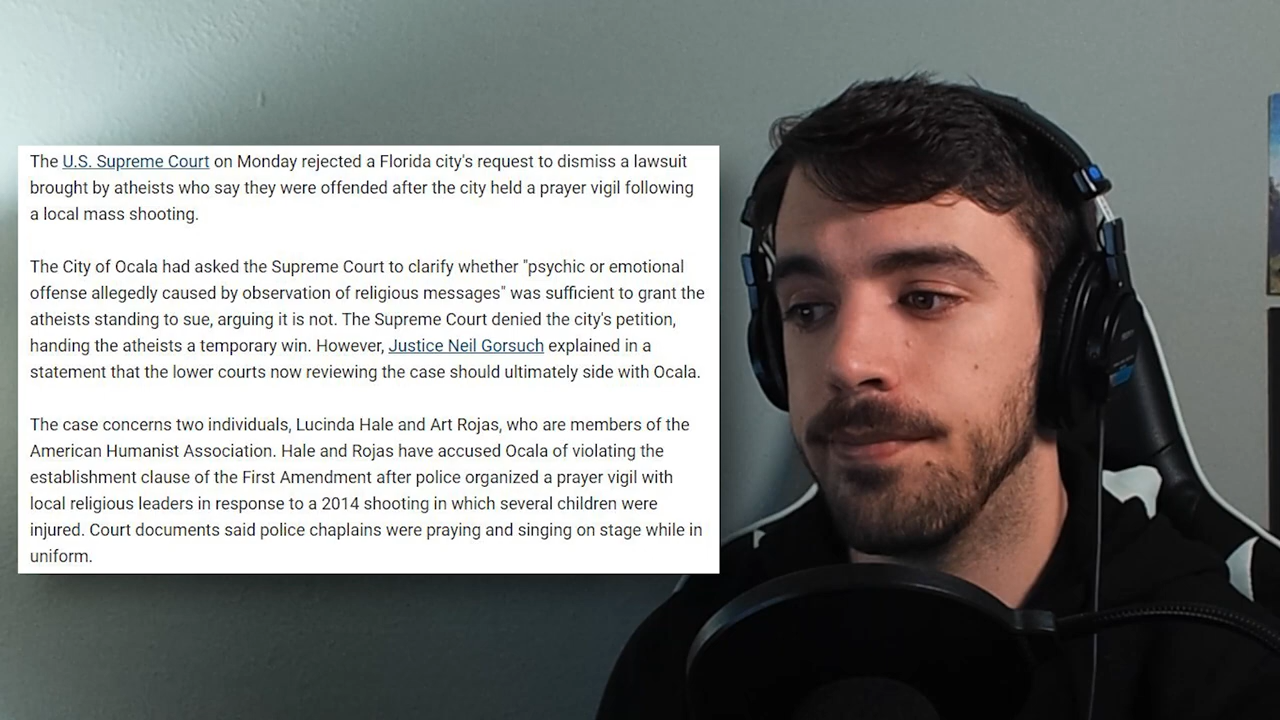 The U.S. Supreme Court on Monday rejected a Florida city's request to dismiss a lawsuit
brought by atheists who say they were offended after the city held a prayer vigil following
a local mass shooting.
The City of Ocala had asked the Supreme Court to clarify whether "psychic or emotional
offense allegedly caused by observation of religious messages" was sufficient to grant the
atheists standing to sue, arguing it is not. The Supreme Court denied the city's petition,
handing the atheists a temporary win. However, Justice Neil Gorsuch explained in a
statement that the lower courts now reviewing the case should ultimately side with Ocala.
The case concerns two individuals, Lucinda Hale and Art Rojas, who are members of the
American Humanist Association. Hale and Rojas have accused Ocala of violating the
establishment clause of the First Amendment after police organized a prayer vigil with
local religious leaders in response to a 2014 shooting in which several children were
injured. Court documents said police chaplains were praying and singing on stage while in
uniform.